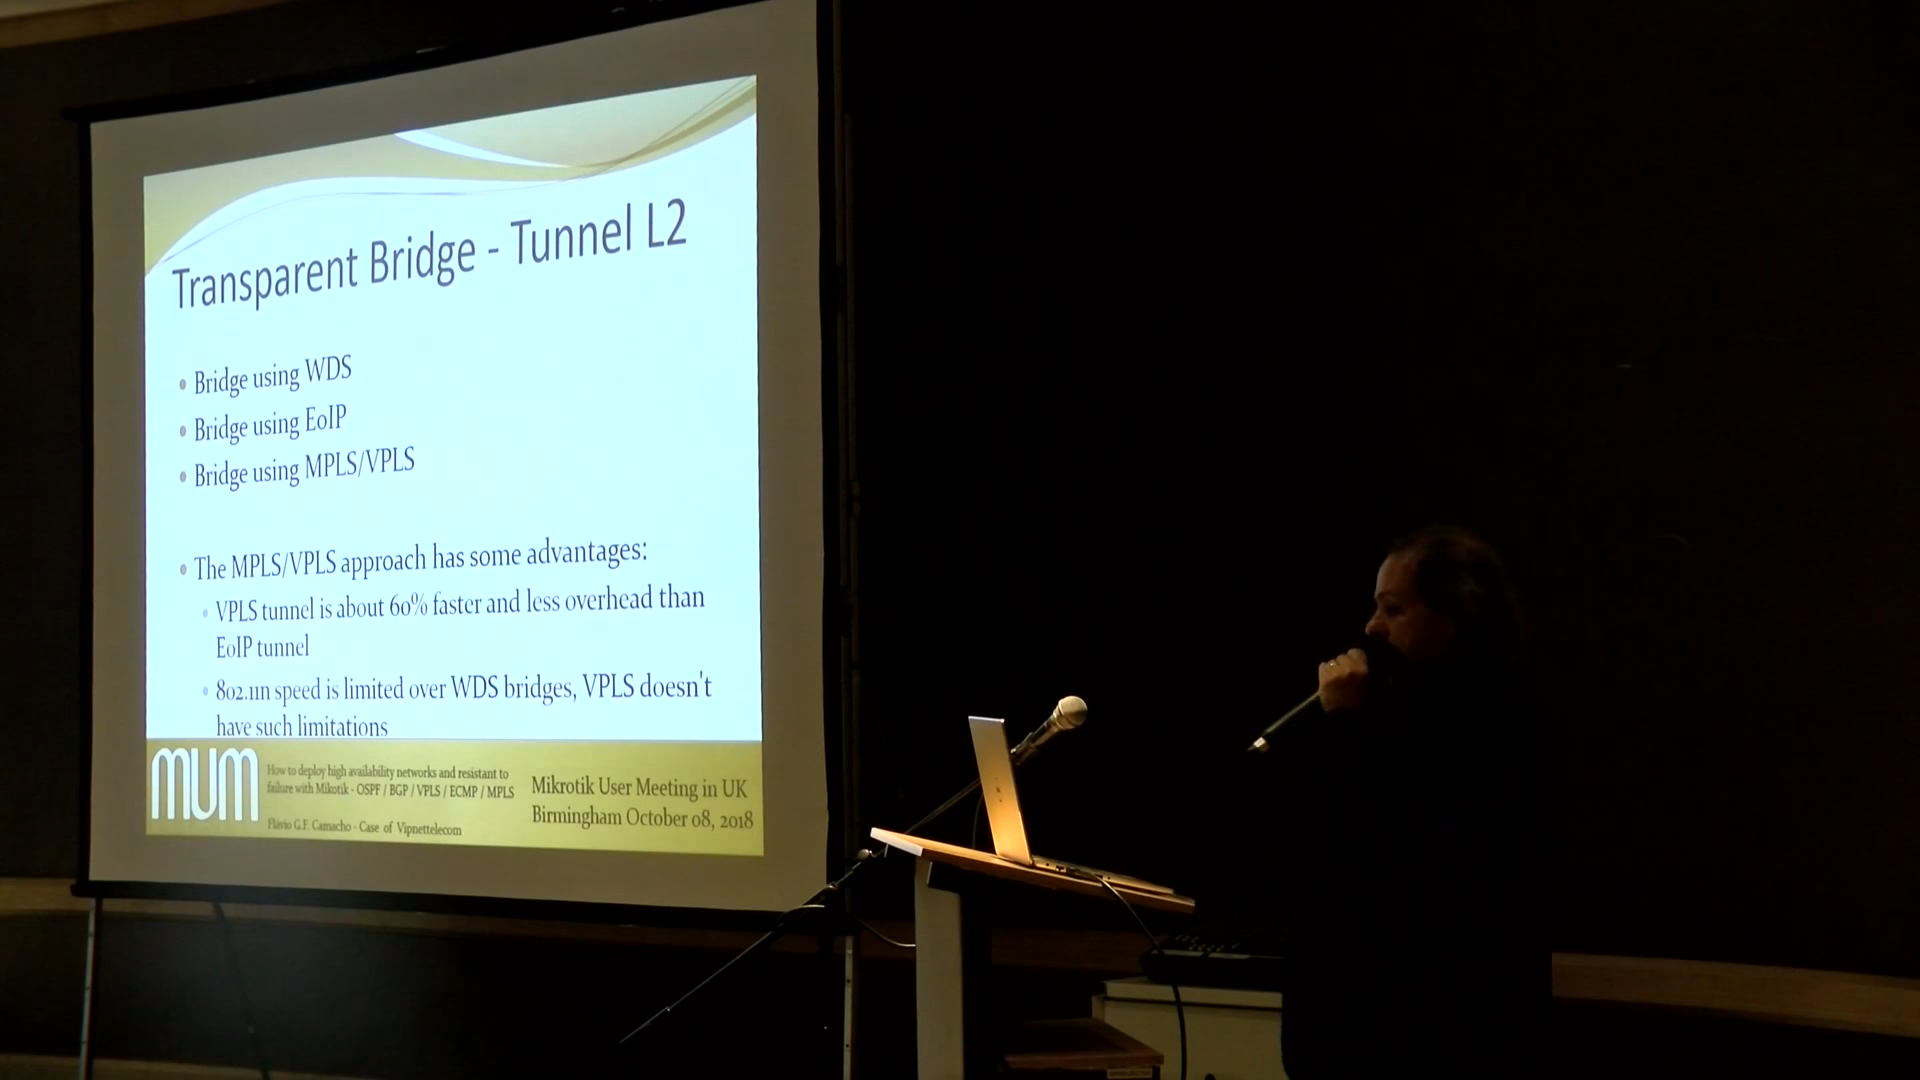 Transparent Bridge - Tunnel L2
• Bridge using WDS
• Bridge using EoIP
• Bridge using MPLS/VPLS
• The MPLS/VPLS approach has some advantages:
• VPLS tunnel is about 60% faster and less overhead than
EoIP tunnel
• 802.11n speed is limited over WDS bridges, VPLS doesn't
have such limitations
mum
How to deploy high availability networks and resistant to
failure with Mikotik - OSPF / BGP / VPLS / ECMP / MPLS
Flávio G.F. Camacho - Case of Vipnettelecom
Mikrotik User Meeting in UK
Birmingham October 08, 2018